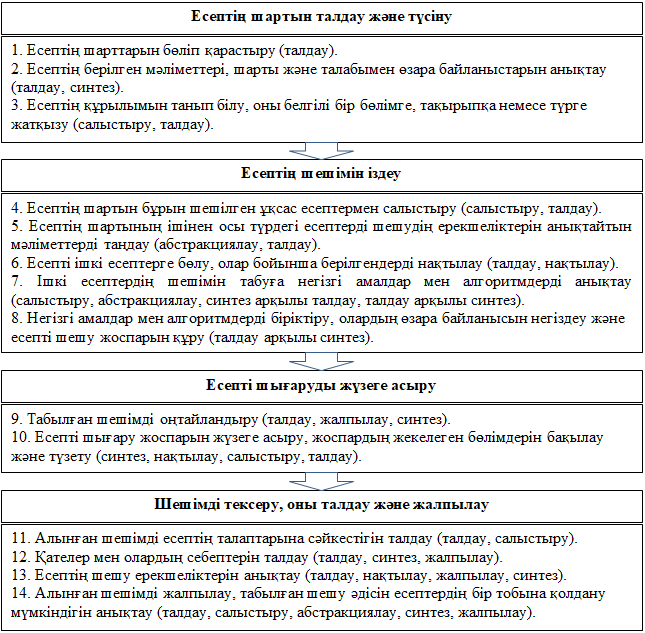 Есептің шартын талдау және түсіну
1. Есептің шарттарын бөліп қарастыру (талдау).
2. Есептің берілген мәліметтері, шарты және талабымен өзара байланыстарын анықтау
(талдау, синтез).
3. Есептің құрылымын танып білу, оны белгілі бір бөлімге, тақырыпқа немесе түрге
жатқызу (салыстыру, талдау).
Есептің шешімін іздеу
4. Есептің шартын бұрын шешілген ұқсас есептермен салыстыру (салыстыру, талдау).
5. Есептің шартының ішінен осы түрдегі есептерді шешудің ерекшеліктерін анықтайтын
мәліметтерді таңдау (абстракциялау, талдау).
6. Есепті ішкі есептерге бөлу, олар бойынша берілгендерді нақтылау (талдау, нақтылау).
7. Ішкі есептердің шешімін табуға негізгі амалдар мен алгоритмдерді анықтау
(салыстыру, абстракциялау, синтез арқылы талдау, талдау арқылы синтез).
8. Негізгі амалдар мен алгоритмдерді біріктіру, олардың өзара байланысын негіздеу және
есепті шешу жоспарын құру (талдау арқылы синтез).
Есепті шығаруды жүзеге асыру
9. Табылған шешімді оңтайландыру (талдау, жалпылау, синтез).
10. Есепті шығару жоспарын жүзеге асыру, жоспардың жекелеген бөлімдерін бақылау
және түзету (синтез, нақтылау, салыстыру, талдау).
Шешімді тексеру, оны талдау және жалпылау
11. Алынған шешімді есептің талаптарына сәйкестігін талдау (талдау, салыстыру).
12. Қателер мен олардың себептерін талдау (талдау, синтез, жалпылау).
13. Есептің шешу ерекшеліктерін анықтау (талдау, нақтылау, жалпылау, синтез).
14. Алынған шешімді жалпылау, табылған шешу әдісін есептердің бір тобына қолдану
мүмкіндігін анықтау (талдау, салыстыру, абстракциялау, синтез, жалпылау).